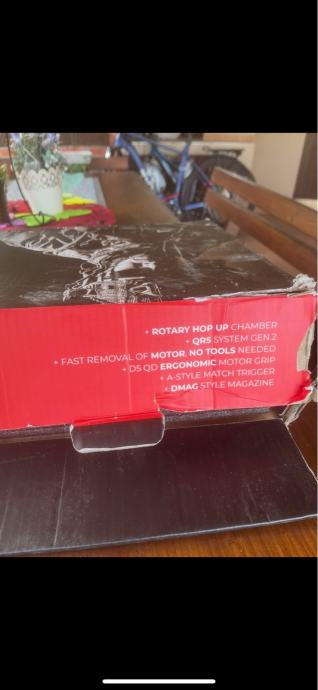 + ROTARY HOP UP CHAMBER
+ QRS SYSTEM GEN.2
+ FAST REMOVAL OF MOTOR, NO TOOLS NEEDED
+ D5 QD ERGONOMIC MOTOR GRIP
+ A-STYLE MATCH TRIGGER
+ DMAG STYLE MAGAZINE